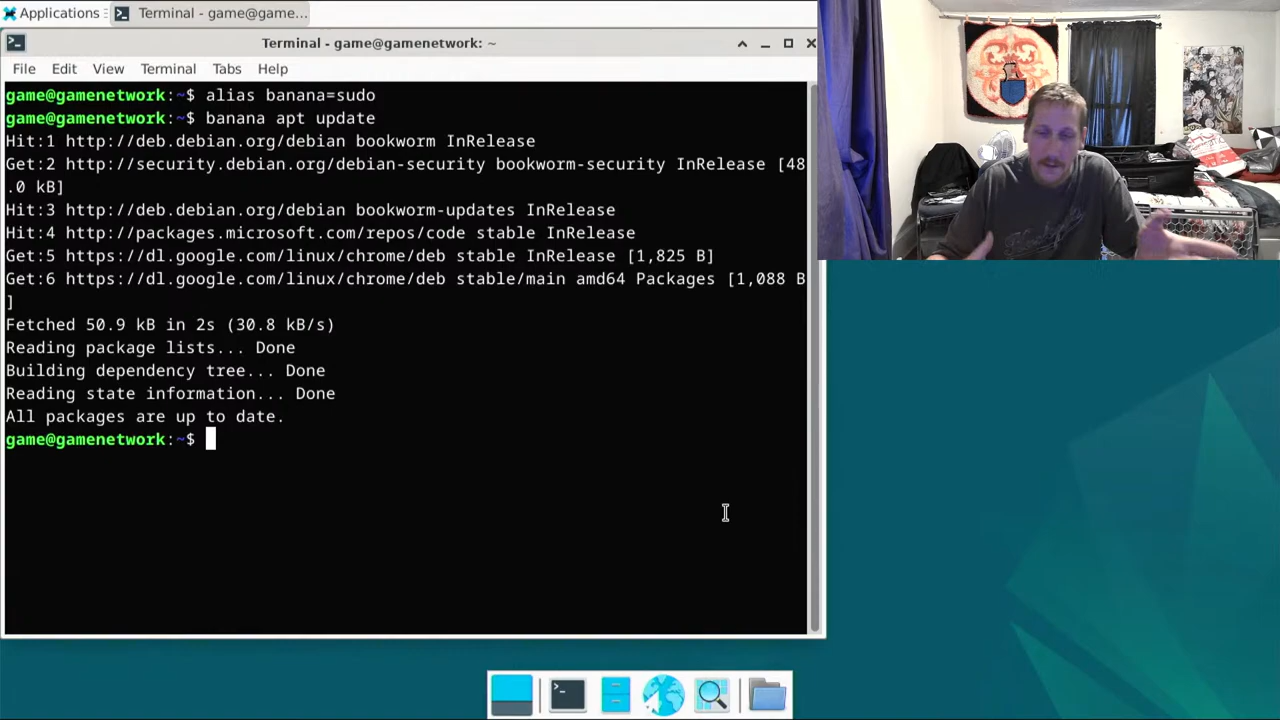 Applications
Terminal - game@game...
Terminal - game@gamenetwork: ~
File Edit View Terminal Tabs Help
game@gamenetwork:~$ alias banana=sudo
game@gamenetwork:~$ banana apt update
Hit:1 http://deb.debian.org/debian bookworm InRelease
Get:2 http://security.debian.org/debian-security bookworm-security InRelease [48
.0 kB]
Hit:3 http://deb.debian.org/debian bookworm-updates InRelease
Hit:4 http://packages.microsoft.com/repos/code stable InRelease
Get:5 https://dl.google.com/linux/chrome/deb stable InRelease [1,825 B]
Get:6 https://dl.google.com/linux/chrome/deb stable/main amd64 Packages [1,088 B
]
Fetched 50.9 kB in 2s (30.8 kB/s)
Reading package lists... Done
Building dependency tree... Done
Reading state information... Done
All packages are up to date.
game@gamenetwork:~$